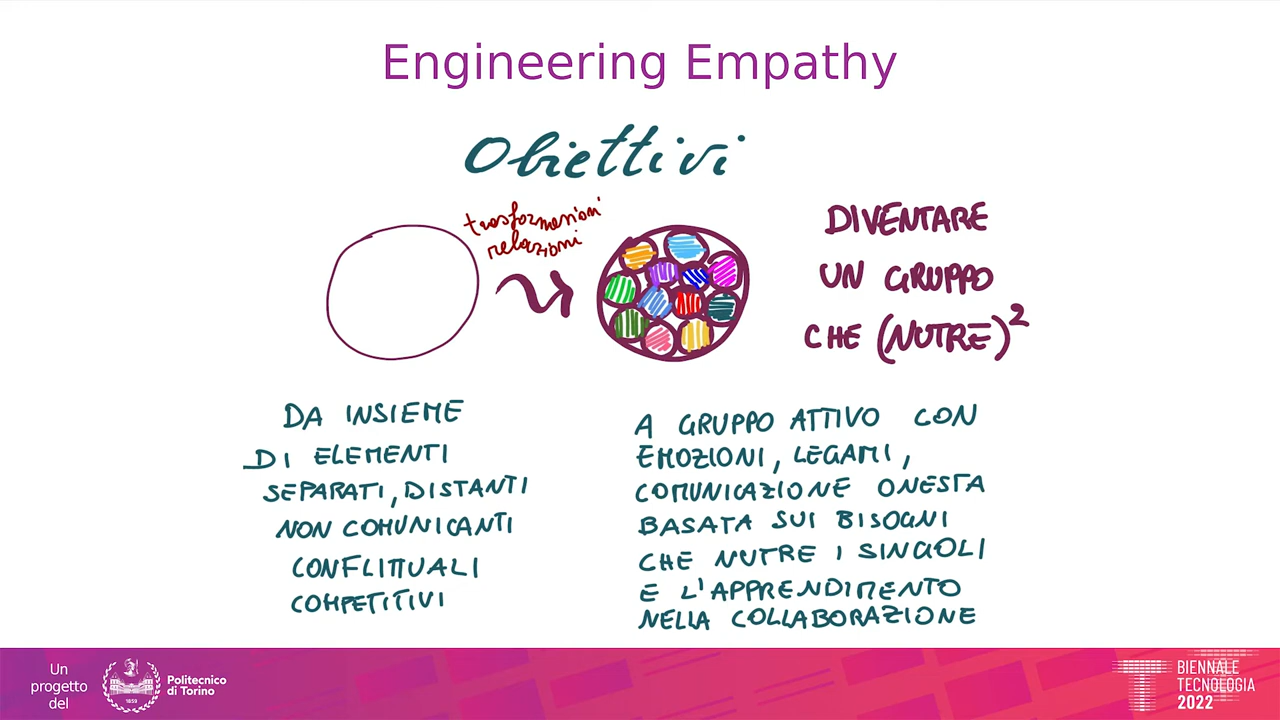 Engineering Empathy
Obiettivi
trasformazioni
relazioni
DIVENTARE
UN GRUPPO
CHE (NUTRE)²
DA INSIEME
DI ELEMENTI
SEPARATI, DISTANTI
NON COMUNICANTI
CONFLITTUALI
COMPETITIVI
A GRUPPO ATTIVO CON
EMOZIONI, LEGAMI,
COMUNICAZIONE ONESTA
BASATA SUI BISOGNI
CHE NUTRE I SINGOLI
E L'APPRENDIMENTO
NELLA COLLABORAZIONE
Un
progetto
del
1859
Politecnico
di Torino
BIENNALE
TECNOLOGIA
2022